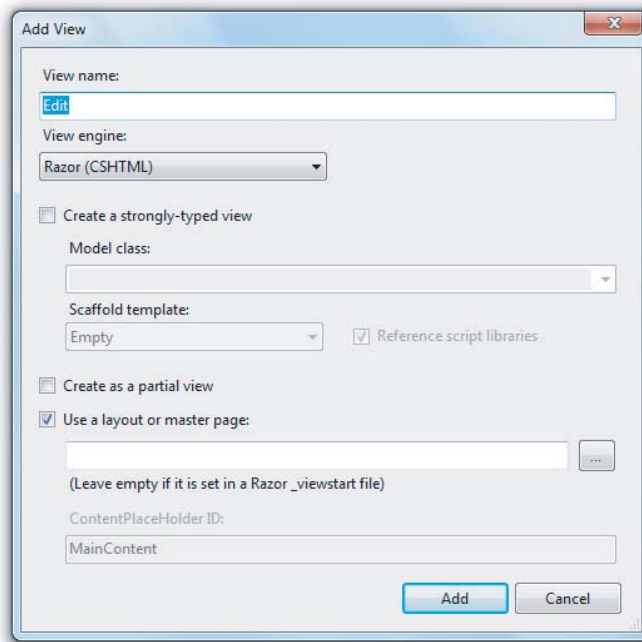 Add View
View name:
Edit
View engine:
Razor (CSHTML)
Create a strongly-typed view
Model class:
Scaffold template:
Empty
Reference script libraries
Create as a partial view
Use a layout or master page:
...
(Leave empty if it is set in a Razor _viewstart file)
ContentPlaceHolder ID:
MainContent
Add
Cancel